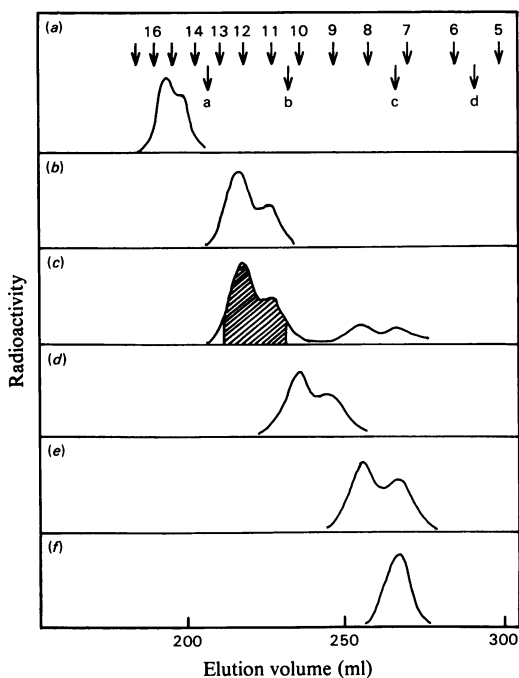 (a)
16 14 13 12 11 10 9 8 7 6 5
a b c d
(b)
(c)
(d)
(e)
(f)
Radioactivity
200 250 300
Elution volume (ml)